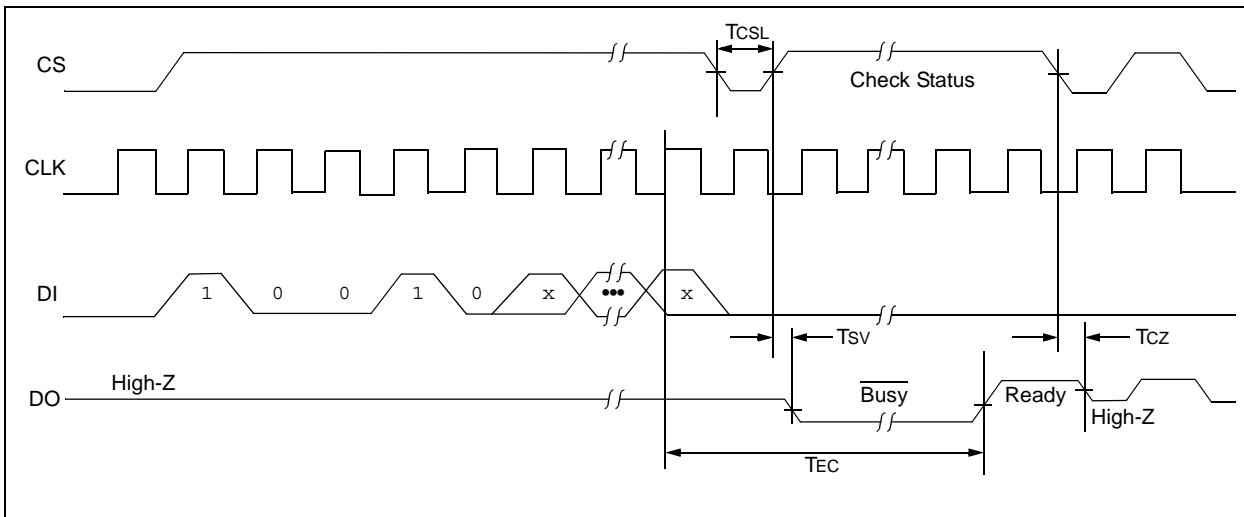 TCSL
CS
Check Status
CLK
DI
1 0 0 1 0 x ••• x
TSV
TCZ
High-Z
DO
Busy
Ready
High-Z
TEC